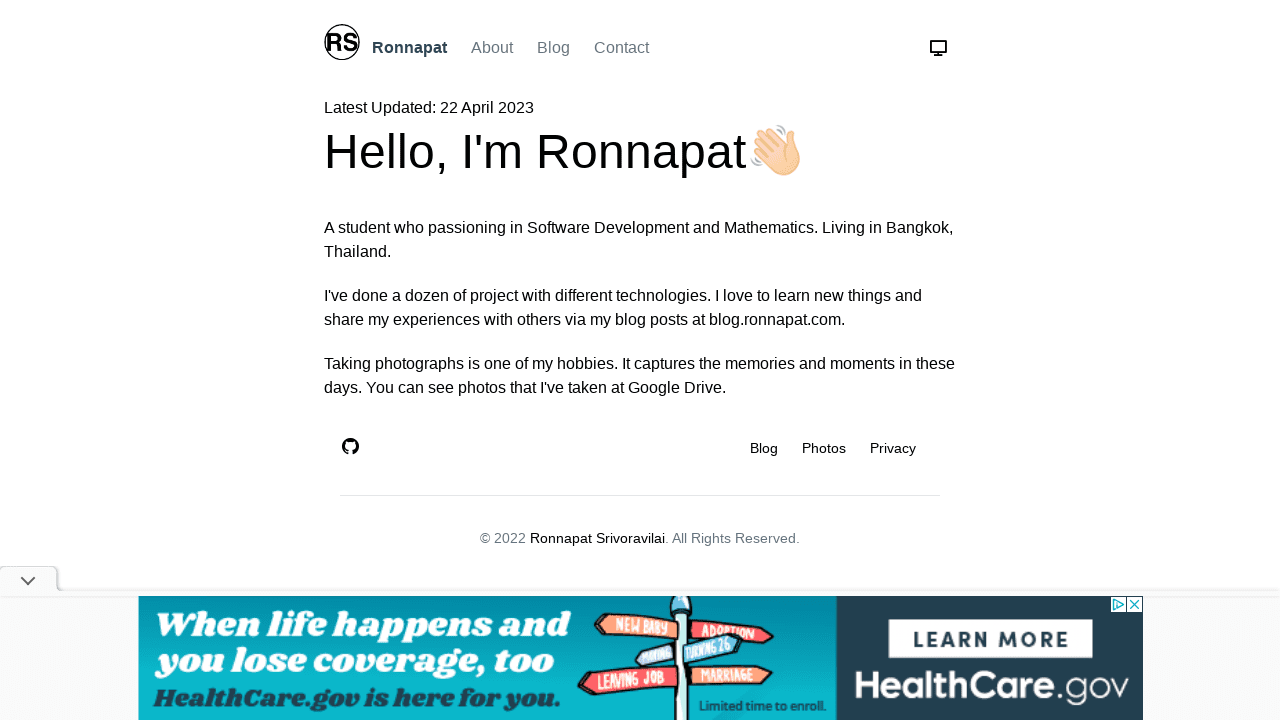 RS
Ronnapat About Blog Contact
Latest Updated: 22 April 2023
Hello, I'm Ronnapat👋🏻
A student who passioning in Software Development and Mathematics. Living in Bangkok,
Thailand.
I've done a dozen of project with different technologies. I love to learn new things and
share my experiences with others via my blog posts at blog.ronnapat.com.
Taking photographs is one of my hobbies. It captures the memories and moments in these
days. You can see photos that I've taken at Google Drive.
Blog Photos Privacy
© 2022 Ronnapat Srivoravilai. All Rights Reserved.
When life happens and
you lose coverage, too
HealthCare.gov is here for you.
NEW BABY
ADOPTION
MOVING
TURNING 26
LEAVING JOB
MARRIAGE
Limited time to enroll.
LEARN MORE
HealthCare.gov